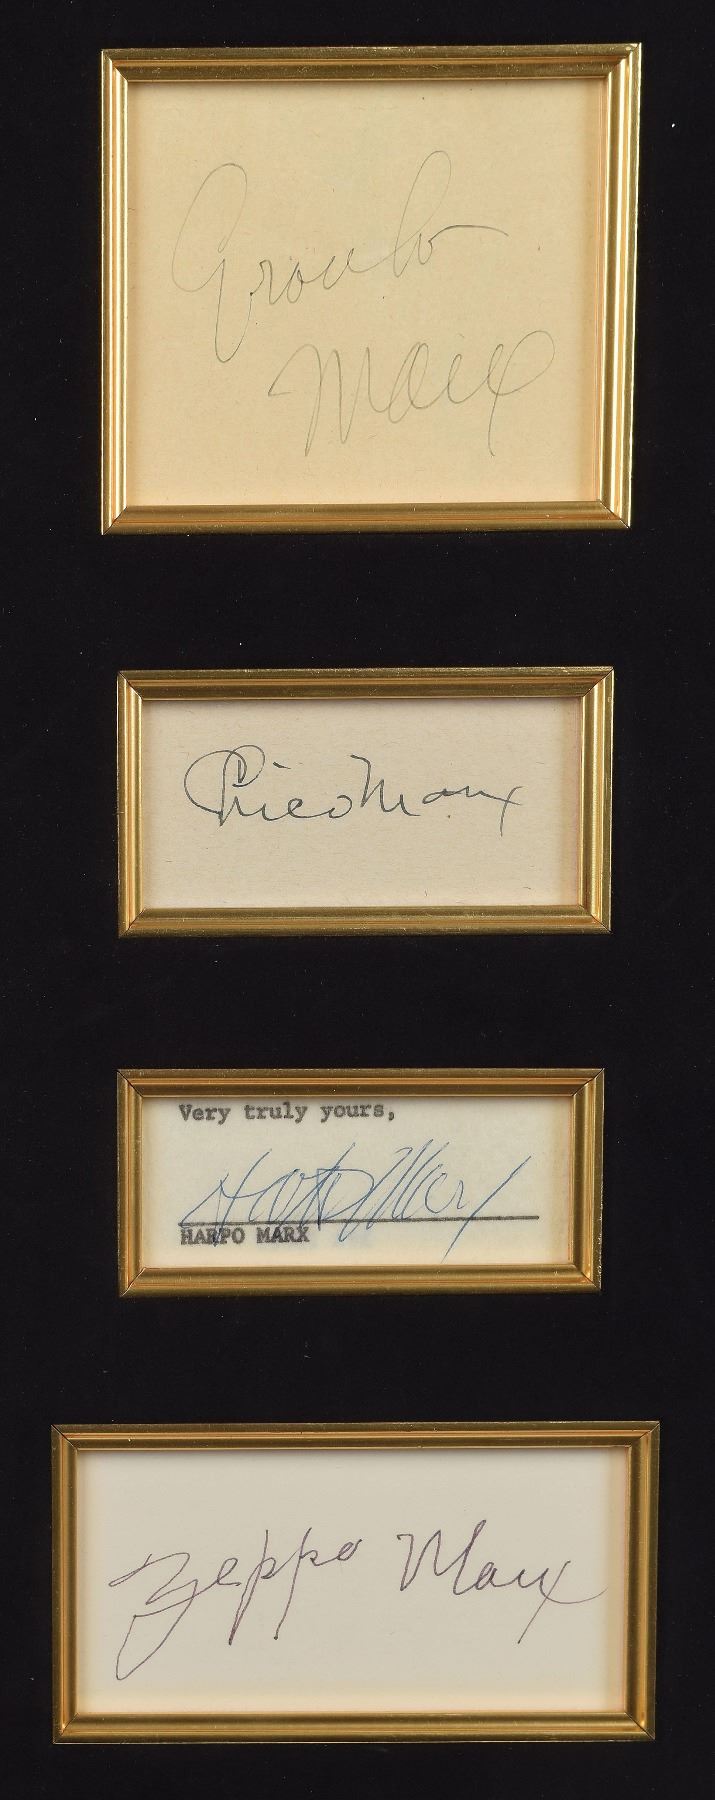 Groucho
Marx
Chico Marx
Very truly yours,
Harpo Marx
HARPO MARX
Zeppo Marx